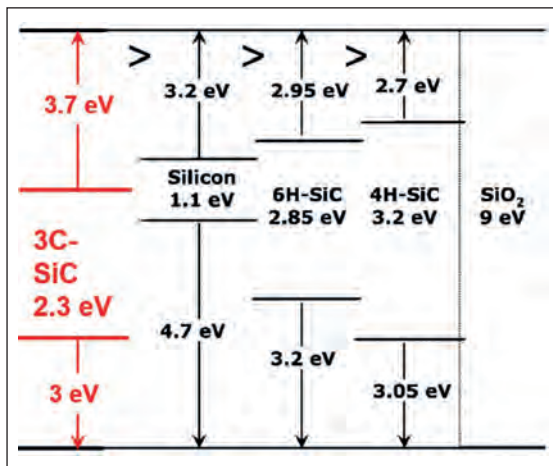 > > >
3.7 eV 3.2 eV 2.95 eV 2.7 eV
Silicon
1.1 eV
6H-SiC
2.85 eV
4H-SiC
3.2 eV
SiO₂
9 eV
3C-
SiC
2.3 eV
4.7 eV
3 eV
3.2 eV
3.05 eV